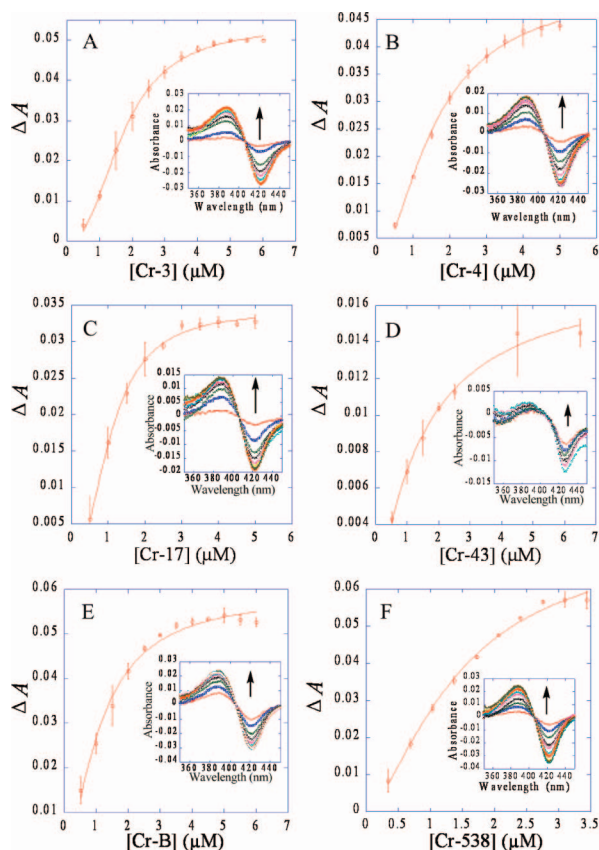 A
Δ A
0.05
0.04
0.03
0.02
0.01
0
0 1 2 3 4 5 6 7
[Cr-3] (μM)
Absorbance
0.03
0.02
0.01
0
-0.01
-0.02
-0.03
360 380 400 420 440
Wavelength (nm)
B
Δ A
0.045
0.04
0.035
0.03
0.025
0.02
0.015
0.01
0.005
0 1 2 3 4 5 6
[Cr-4] (μM)
Absorbance
0.03
0.02
0.01
0
-0.01
-0.02
-0.03
360 380 400 420 440
Wavelength (nm)
C
Δ A
0.035
0.03
0.025
0.02
0.015
0.01
0.005
0 1 2 3 4 5 6
[Cr-17] (μM)
Absorbance
0.015
0.01
0.005
0
-0.005
-0.01
-0.015
-0.02
360 380 400 420 440
Wavelength (nm)
D
Δ A
0.016
0.014
0.012
0.01
0.008
0.006
0.004
0 1 2 3 4 5 6 7
[Cr-43] (μM)
Absorbance
0.005
0
-0.005
-0.01
-0.015
360 380 400 420 440
Wavelength (nm)
E
Δ A
0.06
0.05
0.04
0.03
0.02
0.01
0 1 2 3 4 5 6 7
[Cr-B] (μM)
Absorbance
0.03
0.02
0.01
0
-0.01
-0.02
-0.03
-0.04
360 380 400 420 440
Wavelength (nm)
F
Δ A
0.06
0.05
0.04
0.03
0.02
0.01
0
0 0.5 1 1.5 2 2.5 3 3.5
[Cr-538] (μM)
Absorbance
0.03
0.02
0.01
0
-0.01
-0.02
-0.03
-0.04
360 380 400 420 440
Wavelength (nm)